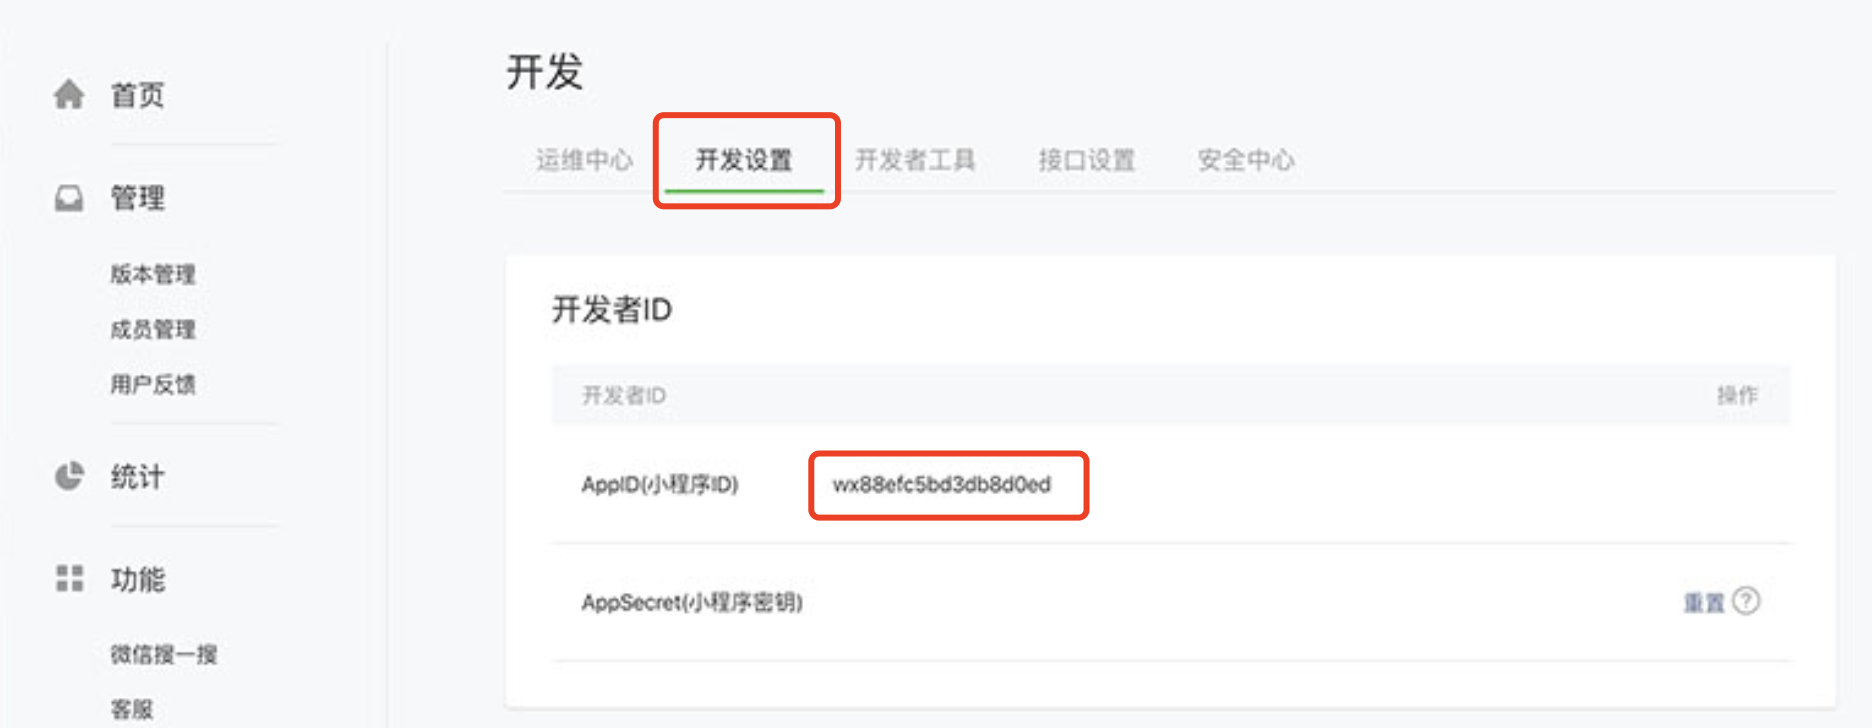 首页
管理
版本管理
成员管理
用户反馈
统计
功能
微信搜一搜
客服
开发
运维中心 开发设置 开发者工具 接口设置 安全中心
开发者ID
开发者ID 操作
AppID(小程序ID) wx88efc5bd3db8d0ed
AppSecret(小程序密钥) 重置 ?